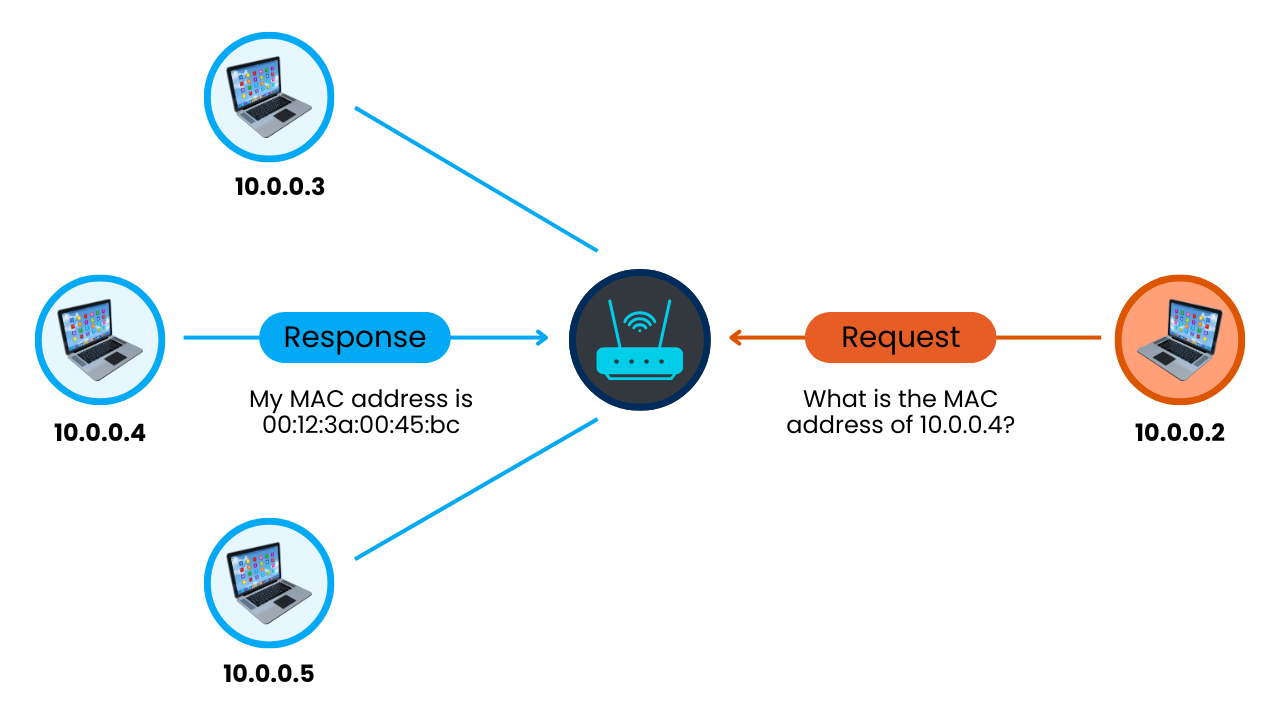 10.0.0.3
Response
Request
My MAC address is
00:12:3a:00:45:bc
What is the MAC
address of 10.0.0.4?
10.0.0.4
10.0.0.2
10.0.0.5